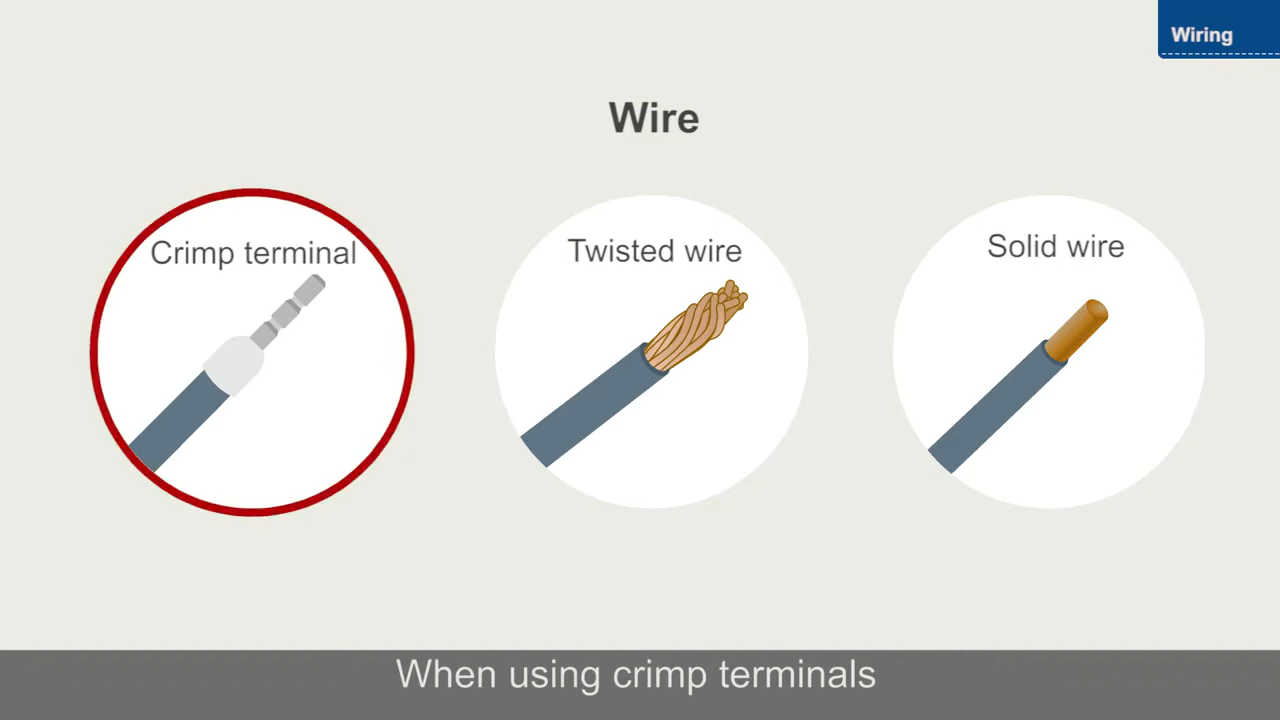 Wiring
Wire
Crimp terminal
Twisted wire
Solid wire
When using crimp terminals